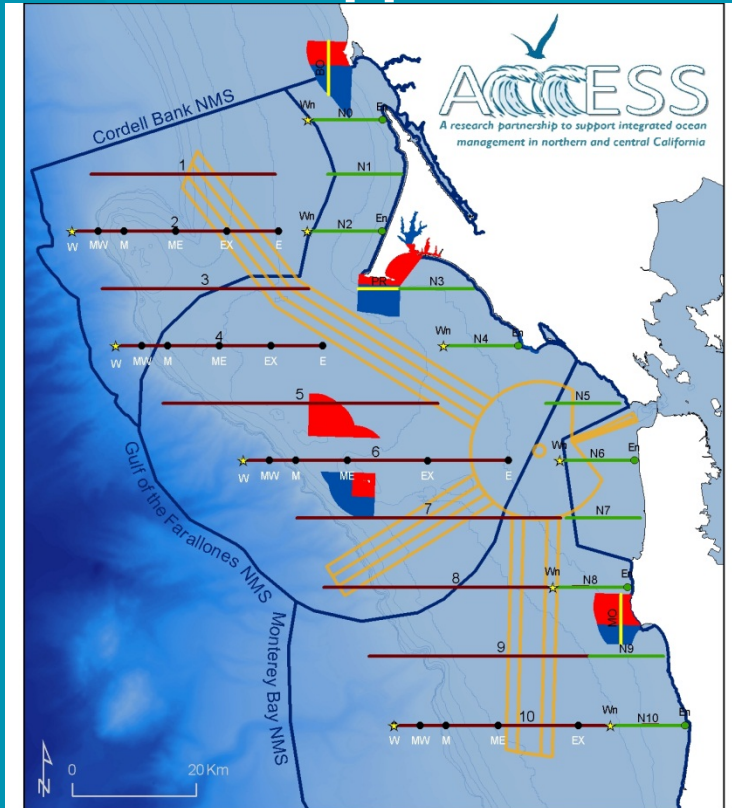 ACCESS
A research partnership to support integrated ocean
management in northern and central California
BO
Cordell Bank NMS
Wn N0 En
1 N1
2 Wn N2 En
W MW M ME EX E
PR
3 N3
4 Wn N4 En
W MW M ME EX E
5 N5
6 Wn N6 En
W MW M ME EX E
7 N7
Gulf of the Farallones NMS
8 Wn N8 En
MO
Monterey Bay NMS
9 N9
10 Wn N10 En
W MW M ME EX
N
0 20 Km